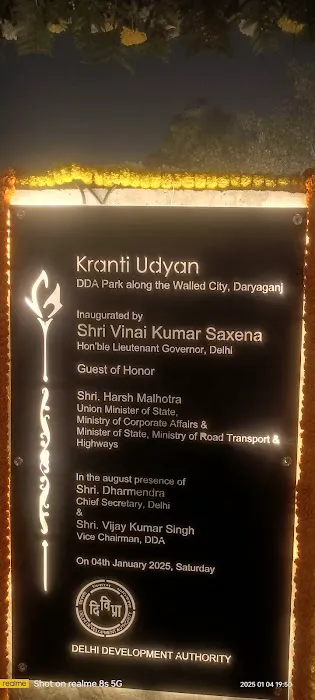 Kranti Udyan
DDA Park along the Walled City, Daryaganj
Inaugurated by
Shri Vinai Kumar Saxena
Hon'ble Lieutenant Governor, Delhi
Guest of Honor
Shri. Harsh Malhotra
Union Minister of State,
Ministry of Corporate Affairs &
Minister of State, Ministry of Road Transport &
Highways
In the august presence of
Shri. Dharmendra
Chief Secretary, Delhi
&
Shri. Vijay Kumar Singh
Vice Chairman, DDA
On 04th January 2025, Saturday
दि वि प्रा
DELHI DEVELOPMENT AUTHORITY
realme Shot on realme 8s 5G
2025 01 04 19:50